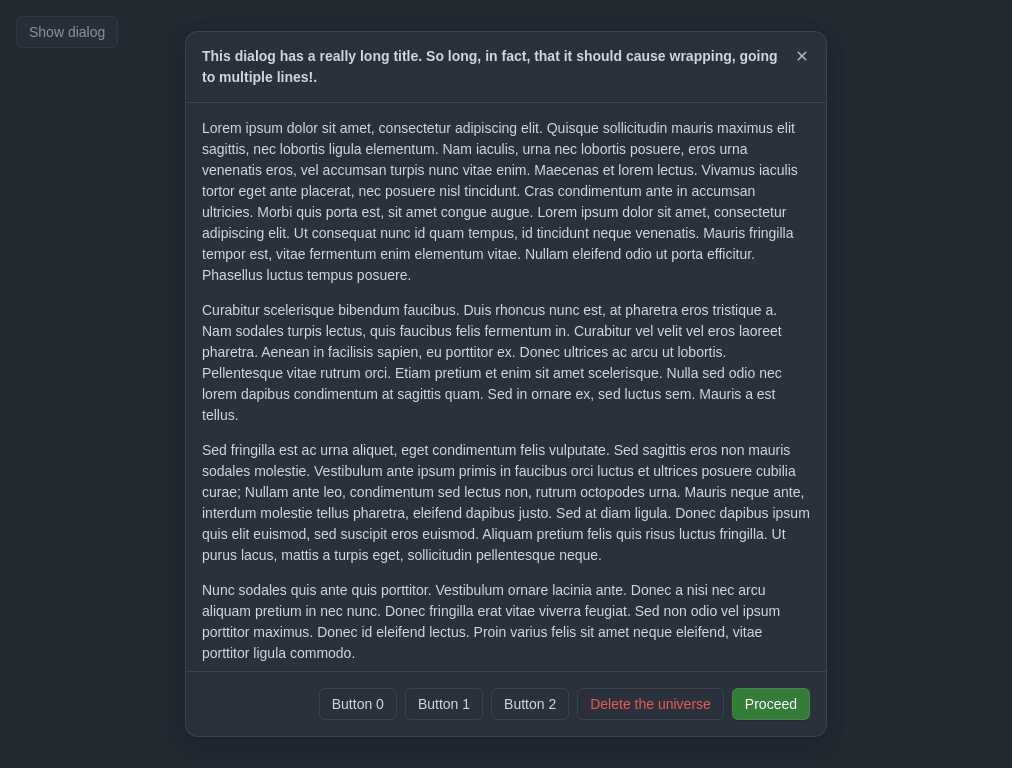 Show dialog
This dialog has a really long title. So long, in fact, that it should cause wrapping, going
to multiple lines!.
Lorem ipsum dolor sit amet, consectetur adipiscing elit. Quisque sollicitudin mauris maximus elit
sagittis, nec lobortis ligula elementum. Nam iaculis, urna nec lobortis posuere, eros urna
venenatis eros, vel accumsan turpis nunc vitae enim. Maecenas et lorem lectus. Vivamus iaculis
tortor eget ante placerat, nec posuere nisl tincidunt. Cras condimentum ante in accumsan
ultricies. Morbi quis porta est, sit amet congue augue. Lorem ipsum dolor sit amet, consectetur
adipiscing elit. Ut consequat nunc id quam tempus, id tincidunt neque venenatis. Mauris fringilla
tempor est, vitae fermentum enim elementum vitae. Nullam eleifend odio ut porta efficitur.
Phasellus luctus tempus posuere.
Curabitur scelerisque bibendum faucibus. Duis rhoncus nunc est, at pharetra eros tristique a.
Nam sodales turpis lectus, quis faucibus felis fermentum in. Curabitur vel velit vel eros laoreet
pharetra. Aenean in facilisis sapien, eu porttitor ex. Donec ultrices ac arcu ut lobortis.
Pellentesque vitae rutrum orci. Etiam pretium et enim sit amet scelerisque. Nulla sed odio nec
lorem dapibus condimentum at sagittis quam. Sed in ornare ex, sed luctus sem. Mauris a est
tellus.
Sed fringilla est ac urna aliquet, eget condimentum felis vulputate. Sed sagittis eros non mauris
sodales molestie. Vestibulum ante ipsum primis in faucibus orci luctus et ultrices posuere cubilia
curae; Nullam ante leo, condimentum sed lectus non, rutrum octopodes urna. Mauris neque ante,
interdum molestie tellus pharetra, eleifend dapibus justo. Sed at diam ligula. Donec dapibus ipsum
quis elit euismod, sed suscipit eros euismod. Aliquam pretium felis quis risus luctus fringilla. Ut
purus lacus, mattis a turpis eget, sollicitudin pellentesque neque.
Nunc sodales quis ante quis porttitor. Vestibulum ornare lacinia ante. Donec a nisi nec arcu
aliquam pretium in nec nunc. Donec fringilla erat vitae viverra feugiat. Sed non odio vel ipsum
porttitor maximus. Donec id eleifend lectus. Proin varius felis sit amet neque eleifend, vitae
porttitor ligula commodo.
Button 0 Button 1 Button 2 Delete the universe Proceed